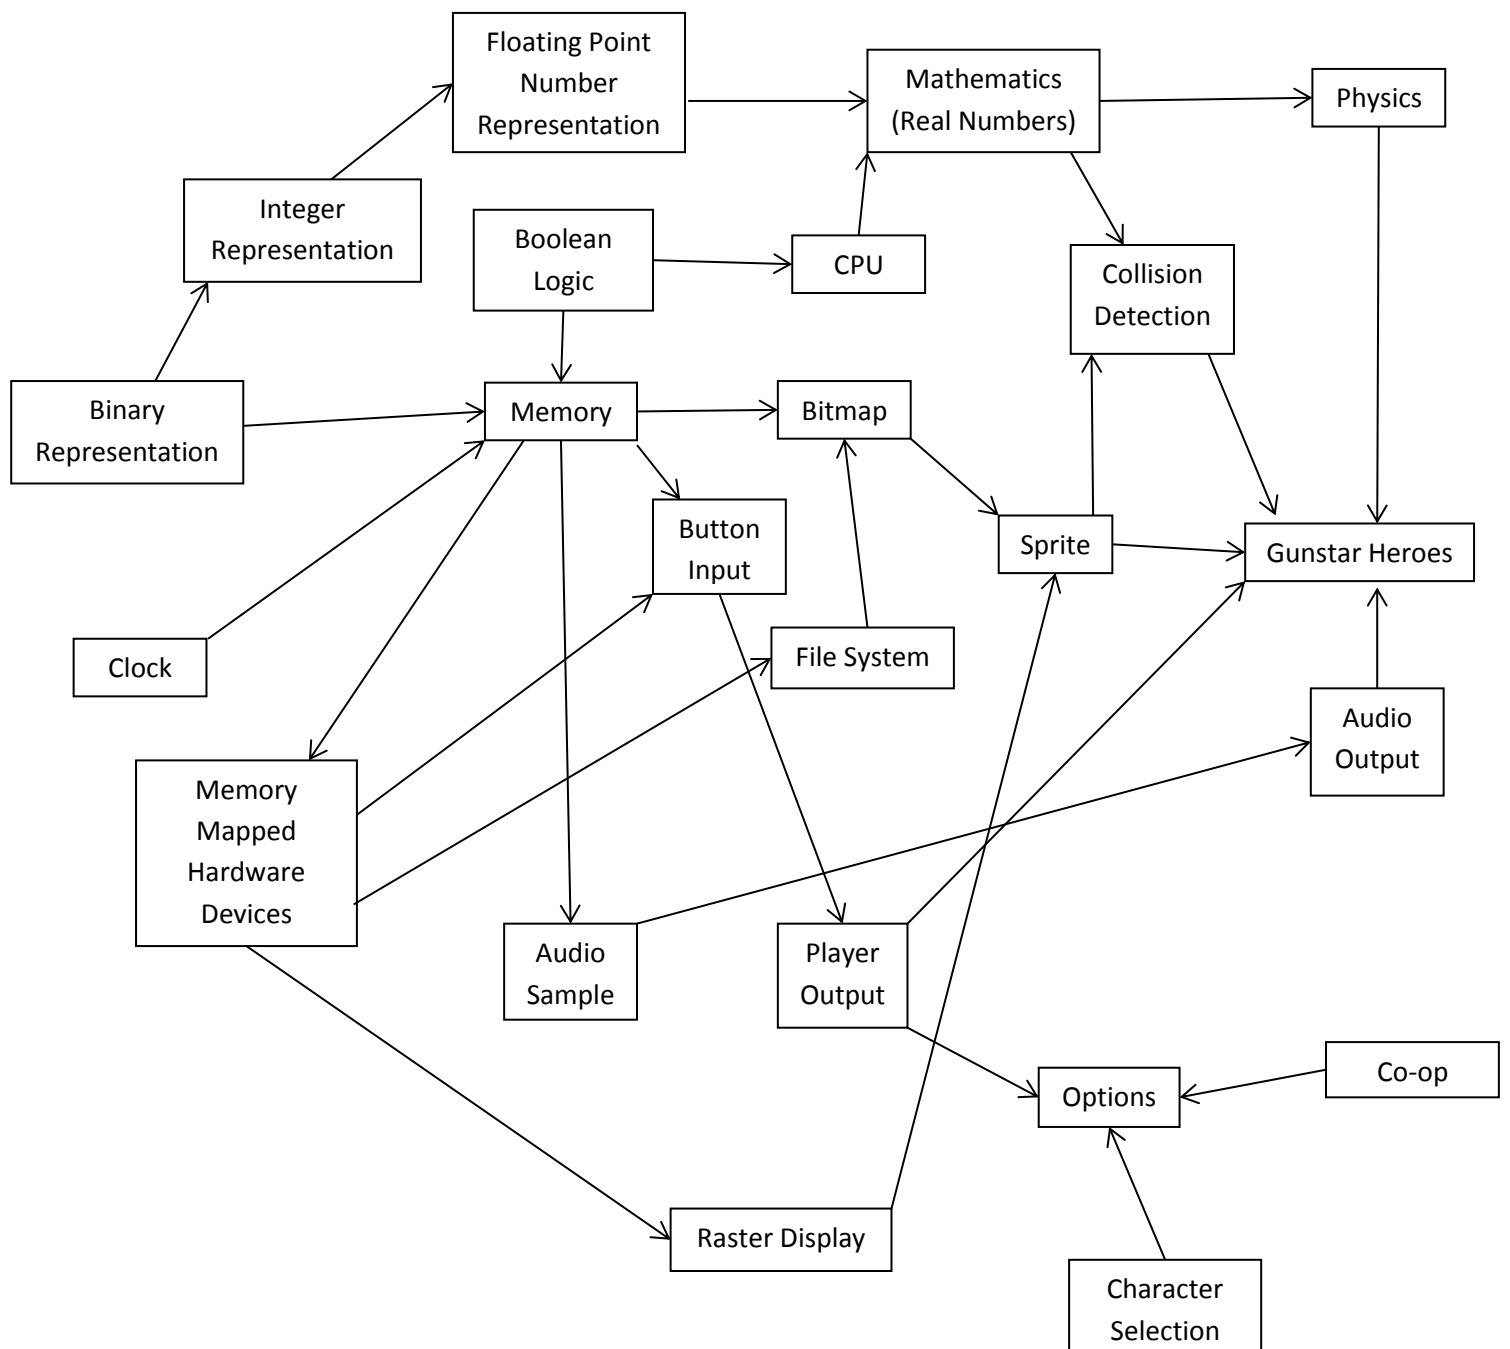 Floating Point
Number
Representation
Mathematics
(Real Numbers)
Physics
Integer
Representation
Boolean
Logic
CPU
Collision
Detection
Binary
Representation
Memory
Bitmap
Button
Input
Sprite
Gunstar Heroes
Clock
File System
Audio
Output
Memory
Mapped
Hardware
Devices
Audio
Sample
Player
Output
Options
Co-op
Raster Display
Character
Selection